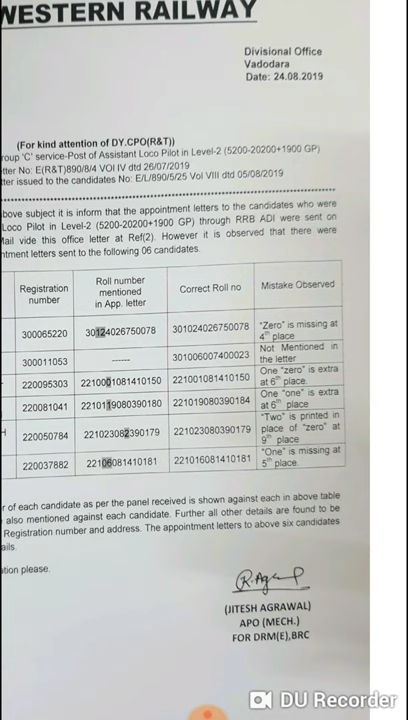 WESTERN RAILWAY
Divisional Office
Vadodara
Date: 24.08.2019
(For kind attention of DY.CPO(R&T))
roup 'C' service-Post of Assistant Loco Pilot in Level-2 (5200-20200+1900 GP)
etter No: E(R&T)890/8/4 VOl IV dtd 26/07/2019
tter issued to the candidates No: E/L/890/5/25 Vol VIII dtd 05/08/2019
bove subject it is inform that the appointment letters to the candidates who were
Loco Pilot in Level-2 (5200-20200+1900 GP) through RRB ADI were sent on
ail vide this office letter at Ref(2). However it is observed that there were
ntment letters sent to the following 06 candidates.
Registration number | Roll number mentioned in App. letter | Correct Roll no | Mistake Observed
300065220 | 30124026750078 | 301024026750078 | "Zero" is missing at 4th place
300011053 | ------ | 301006007400023 | Not Mentioned in the letter
220095303 | 2210001081410150 | 221001081410150 | One "zero" is extra at 6th place.
220081041 | 2210119080390180 | 221019080390184 | One "one" is extra at 6th place
220050784 | 221023082390179 | 221023080390179 | "Two" is printed in place of "zero" at 9th place
220037882 | 22106081410181 | 221016081410181 | "One" is missing at 5th place
r of each candidate as per the panel received is shown against each in above table
also mentioned against each candidate. Further all other details are found to be
Registration number and address. The appointment letters to above six candidates
ails.
ation please.
R.Agrawal
(JITESH AGRAWAL)
APO (MECH.)
FOR DRM(E),BRC
DU Recorder